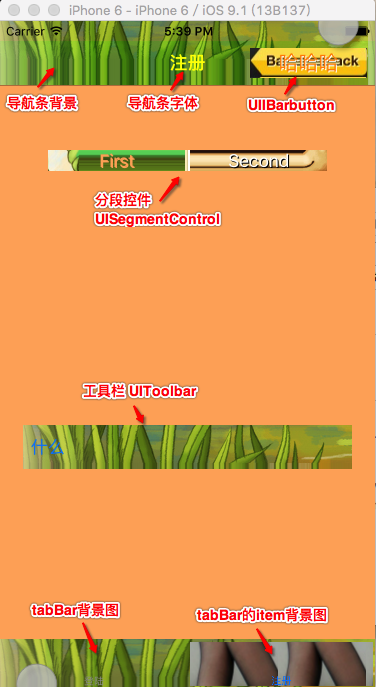 iPhone 6 - iPhone 6 / iOS 9.1 (13B137)
Carrier 5:39 PM
注册
哈哈哈
导航条背景
导航条字体
UIIBarbutton
First Second
分段控件
UISegmentControl
工具栏 UIToolbar
什么
tabBar背景图
tabBar的item背景图
注册